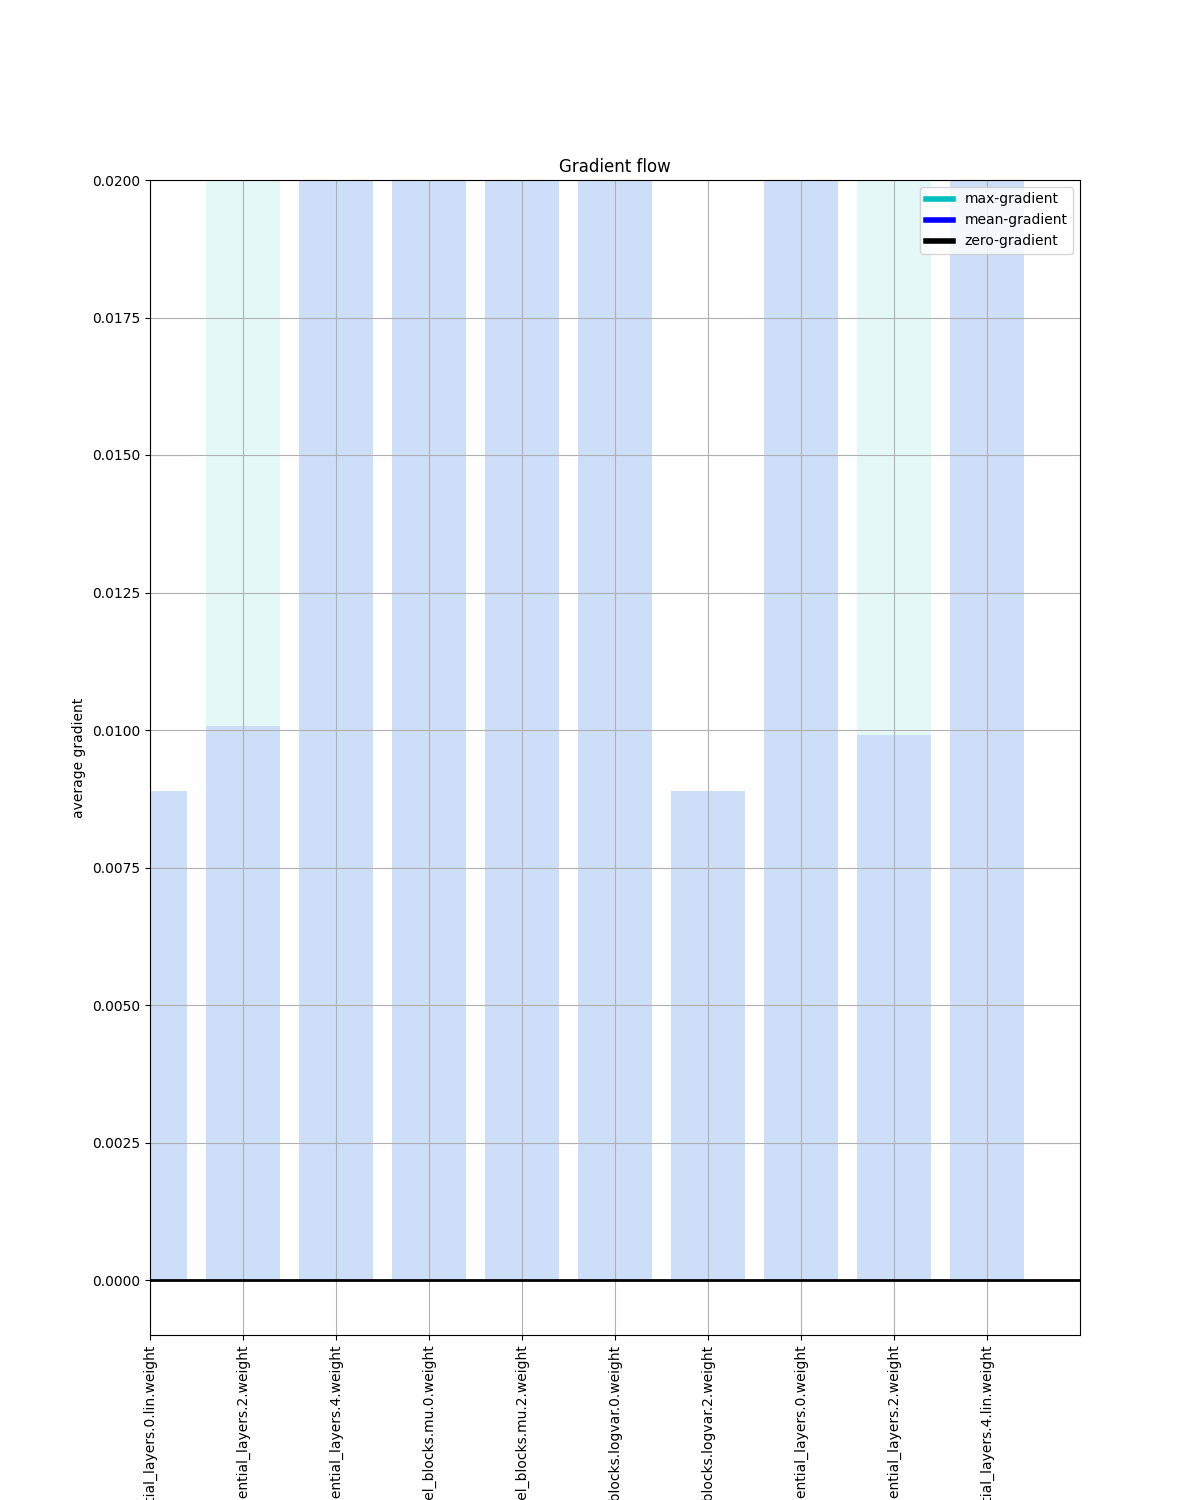 Gradient flow
max-gradient
mean-gradient
zero-gradient
0.0200
0.0175
0.0150
0.0125
0.0100
0.0075
0.0050
0.0025
0.0000
average gradient
tial_layers.0.lin.weight
ential_layers.2.weight
ential_layers.4.weight
el_blocks.mu.0.weight
el_blocks.mu.2.weight
blocks.logvar.0.weight
blocks.logvar.2.weight
ential_layers.0.weight
ential_layers.2.weight
tial_layers.4.lin.weight